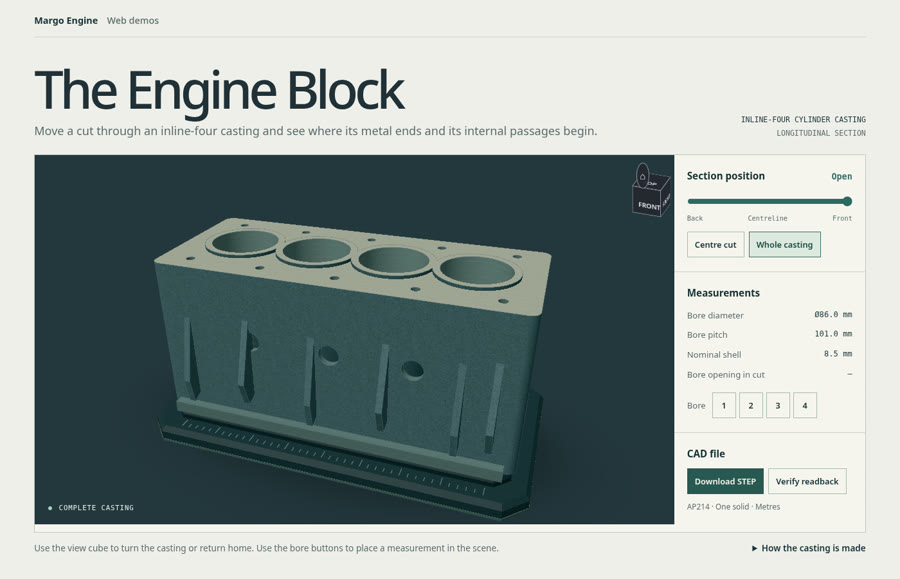 Margo Engine Web demos
The Engine Block
Move a cut through an inline-four casting and see where its metal ends and its internal passages begin.
INLINE-FOUR CYLINDER CASTING
LONGITUDINAL SECTION
FRONT
COMPLETE CASTING
Section position Open
Back Centreline Front
Centre cut Whole casting
Measurements
Bore diameter Ø86.0 mm
Bore pitch 101.0 mm
Nominal shell 8.5 mm
Bore opening in cut —
Bore 1 2 3 4
CAD file
Download STEP Verify readback
AP214 · One solid · Metres
Use the view cube to turn the casting or return home. Use the bore buttons to place a measurement in the scene.
▶ How the casting is made